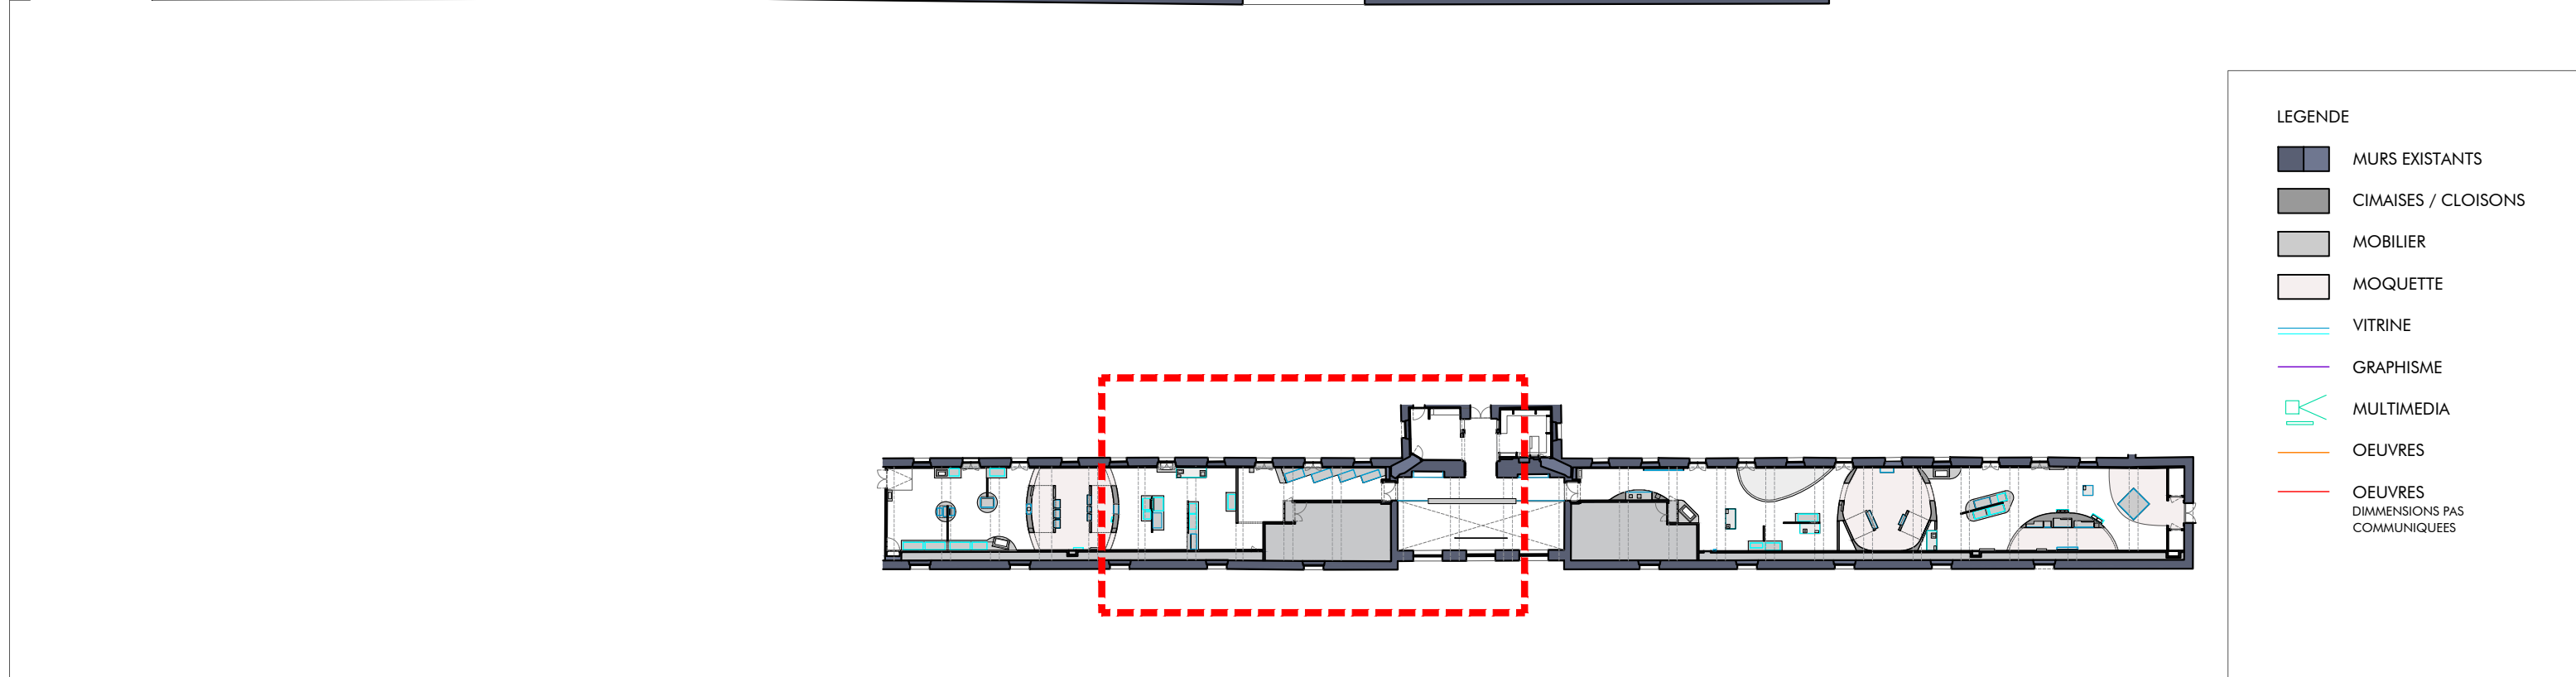 LEGENDE
MURS EXISTANTS
CIMAISES / CLOISONS
MOBILIER
MOQUETTE
VITRINE
GRAPHISME
MULTIMEDIA
OEUVRES
OEUVRES
DIMMENSIONS PAS
COMMUNIQUEES